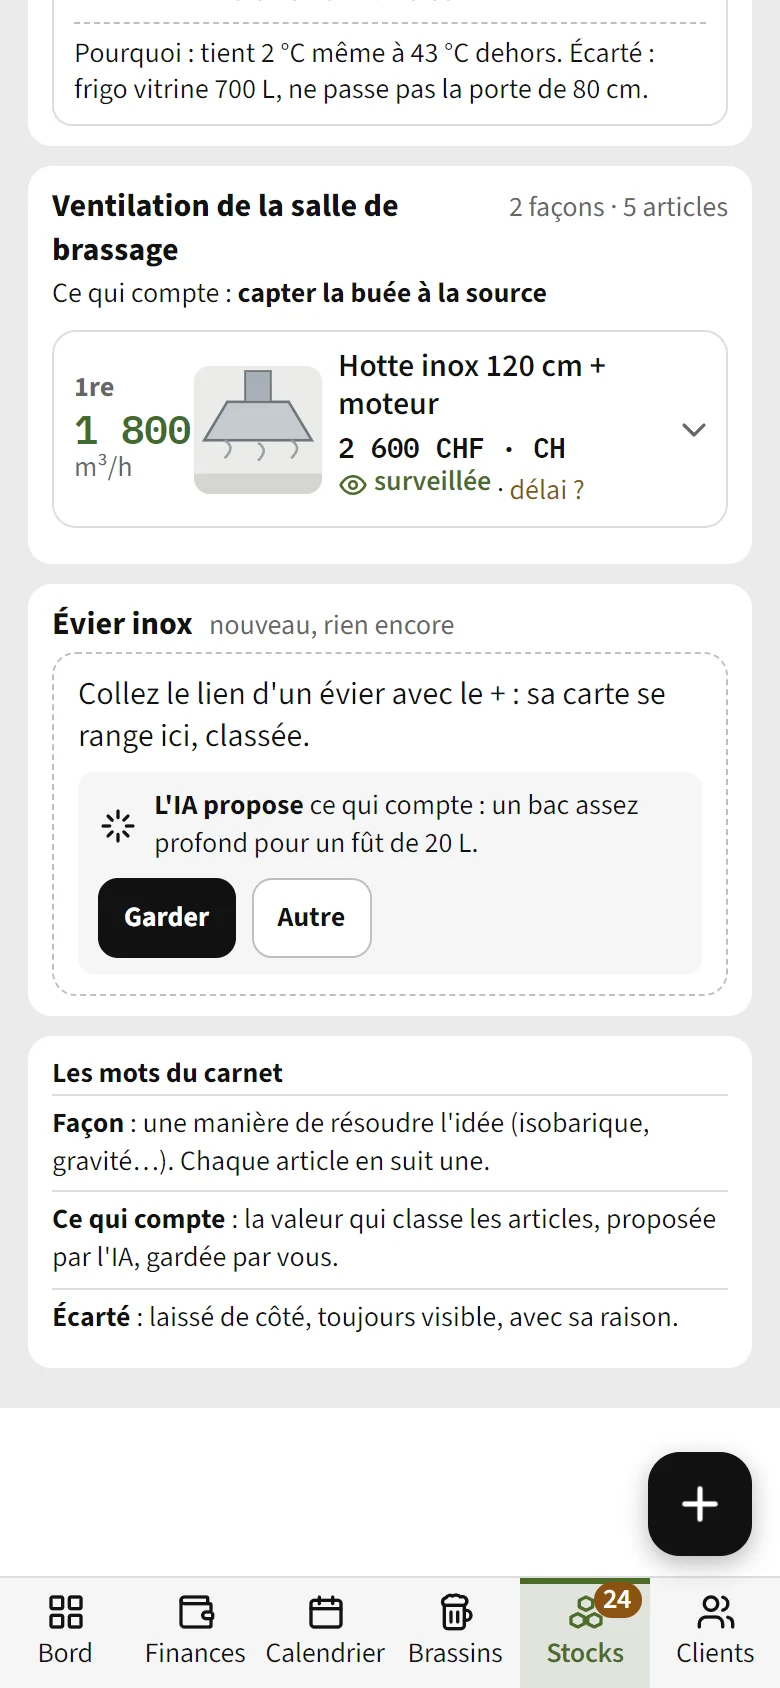 Pourquoi : tient 2 °C même à 43 °C dehors. Écarté :
frigo vitrine 700 L, ne passe pas la porte de 80 cm.
Ventilation de la salle de brassage
2 façons · 5 articles
Ce qui compte : capter la buée à la source
1re
1 800
m³/h
Hotte inox 120 cm +
moteur
2 600 CHF · CH
surveillée · délai ?
Évier inox nouveau, rien encore
Collez le lien d'un évier avec le + : sa carte se
range ici, classée.
L'IA propose ce qui compte : un bac assez
profond pour un fût de 20 L.
Garder
Autre
Les mots du carnet
Façon : une manière de résoudre l'idée (isobarique,
gravité…). Chaque article en suit une.
Ce qui compte : la valeur qui classe les articles, proposée
par l'IA, gardée par vous.
Écarté : laissé de côté, toujours visible, avec sa raison.
24
Bord
Finances
Calendrier
Brassins
Stocks
Clients